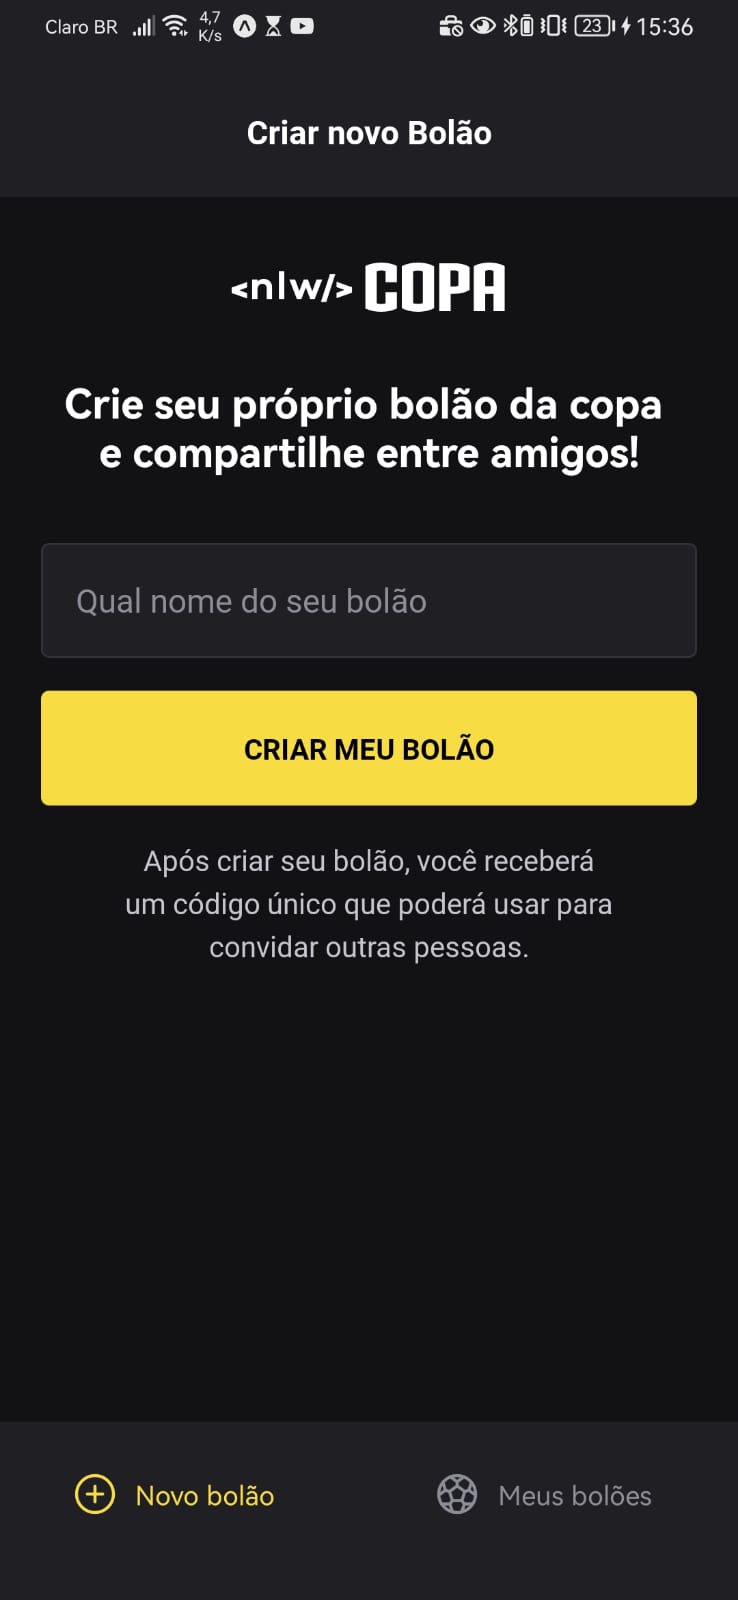 Claro BR 4,7 K/s 23 15:36
Criar novo Bolão
<nlw/> COPA
Crie seu próprio bolão da copa
e compartilhe entre amigos!
Qual nome do seu bolão
CRIAR MEU BOLÃO
Após criar seu bolão, você receberá
um código único que poderá usar para
convidar outras pessoas.
Novo bolão Meus bolões